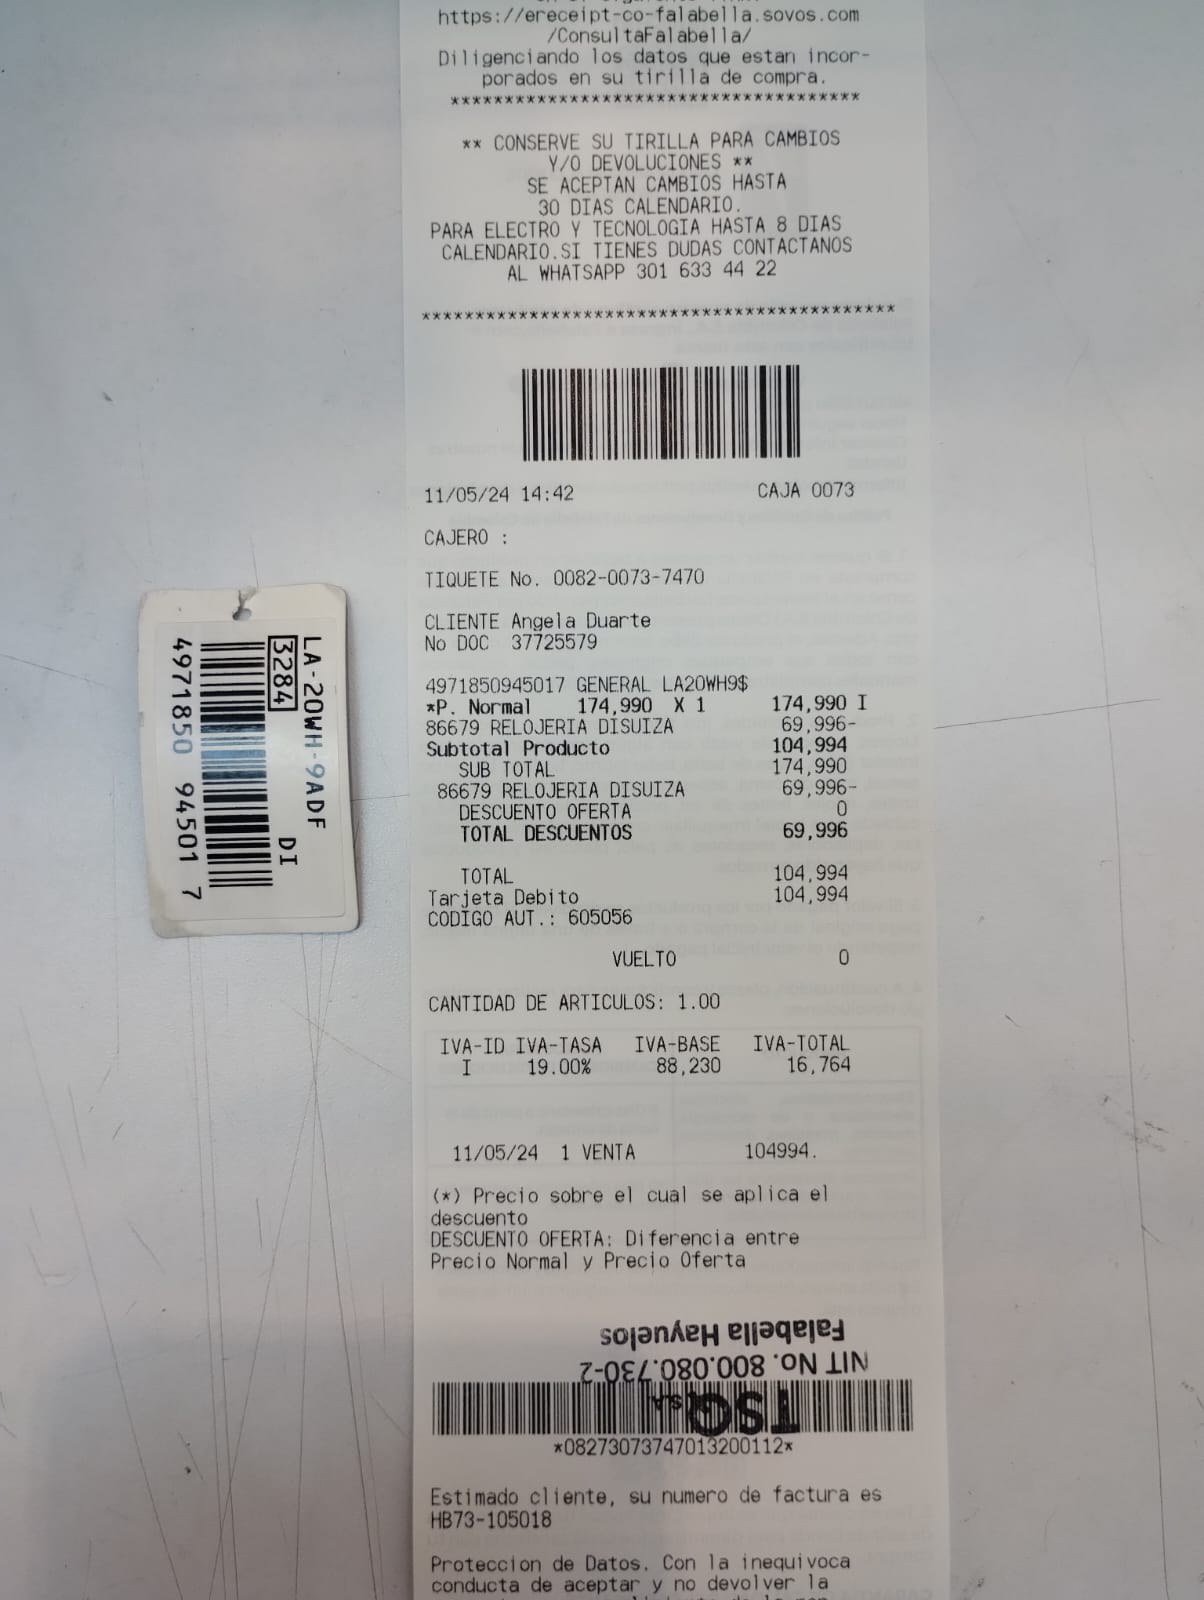 https://ereceipt-co-falabella.sovos.com
/ConsultaFalabella/
Diligenciando los datos que estan incor-
porados en su tirilla de compra.
**************************************
** CONSERVE SU TIRILLA PARA CAMBIOS
Y/O DEVOLUCIONES **
SE ACEPTAN CAMBIOS HASTA
30 DIAS CALENDARIO.
PARA ELECTRO Y TECNOLOGIA HASTA 8 DIAS
CALENDARIO.SI TIENES DUDAS CONTACTANOS
AL WHATSAPP 301 633 44 22
********************************************
11/05/24 14:42 CAJA 0073
CAJERO :
TIQUETE No. 0082-0073-7470
CLIENTE Angela Duarte
No DOC 37725579
4971850945017 GENERAL LA20WH9$
*P. Normal 174,990 X 1 174,990 I
86679 RELOJERIA DISUIZA 69,996-
Subtotal Producto 104,994
SUB TOTAL 174,990
86679 RELOJERIA DISUIZA 69,996-
DESCUENTO OFERTA 0
TOTAL DESCUENTOS 69,996
TOTAL 104,994
Tarjeta Debito 104,994
CODIGO AUT.: 605056
VUELTO 0
CANTIDAD DE ARTICULOS: 1.00
IVA-ID IVA-TASA IVA-BASE IVA-TOTAL
I 19.00% 88,230 16,764
11/05/24 1 VENTA 104994.
(*) Precio sobre el cual se aplica el
descuento
DESCUENTO OFERTA: Diferencia entre
Precio Normal y Precio Oferta
Falabella Hayuelos
NIT No. 800.080.730-2
TSG S.A.
*08273073747013200112*
Estimado cliente, su numero de factura es
HB73-105018
Proteccion de Datos. Con la inequivoca
conducta de aceptar y no devolver la
LA-20WH-9ADF
3284 DI
4971850 94501 7